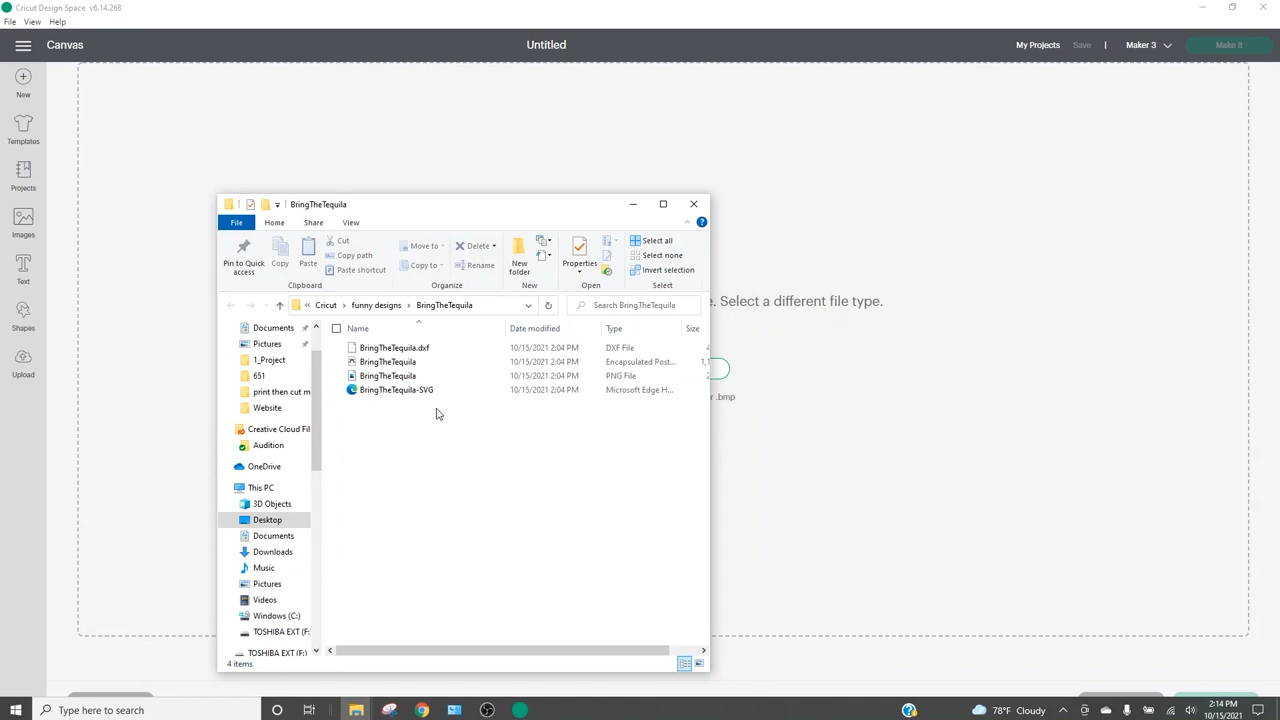 Cricut Design Space v6.14.268
File View Help
Canvas
Untitled
My Projects
Save
|
Maker 3
Make It
New
Templates
Projects
Images
Text
Shapes
Upload
BringTheTequila
File Home Share View
Pin to Quick access
Copy
Paste
Cut
Copy path
Paste shortcut
Clipboard
Move to
Copy to
Delete
Rename
Organize
New folder
New
Properties
Open
Select all
Select none
Invert selection
Select
« Cricut › funny designs › BringTheTequila
Search BringTheTequila
Name Date modified Type Size
BringTheTequila.dxf 10/15/2021 2:04 PM DXF File
BringTheTequila 10/15/2021 2:04 PM Encapsulated Post... 1,1
BringTheTequila 10/15/2021 2:04 PM PNG File
BringTheTequila-SVG 10/15/2021 2:04 PM Microsoft Edge H...
Documents
Pictures
1_Project
651
print then cut m
Website
Creative Cloud Fil
Audition
OneDrive
This PC
3D Objects
Desktop
Documents
Downloads
Music
Pictures
Videos
Windows (C:)
TOSHIBA EXT (F:
TOSHIBA EXT (F:)
4 items
e. Select a different file type.
r .bmp
Type here to search
78°F Cloudy
2:14 PM
10/15/2021